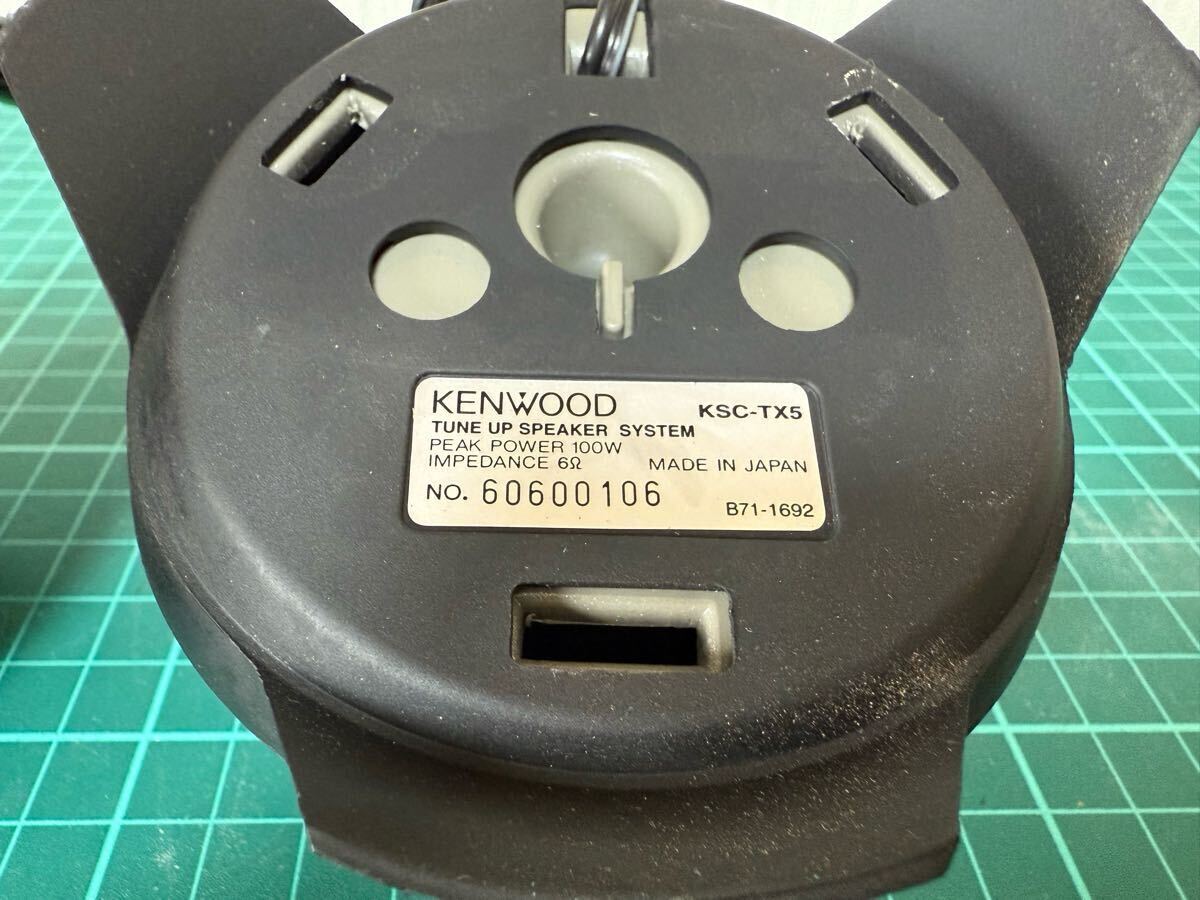 KENWOOD KSC-TX5
TUNE UP SPEAKER SYSTEM
PEAK POWER 100W
IMPEDANCE 6Ω MADE IN JAPAN
NO. 60600106 B71-1692